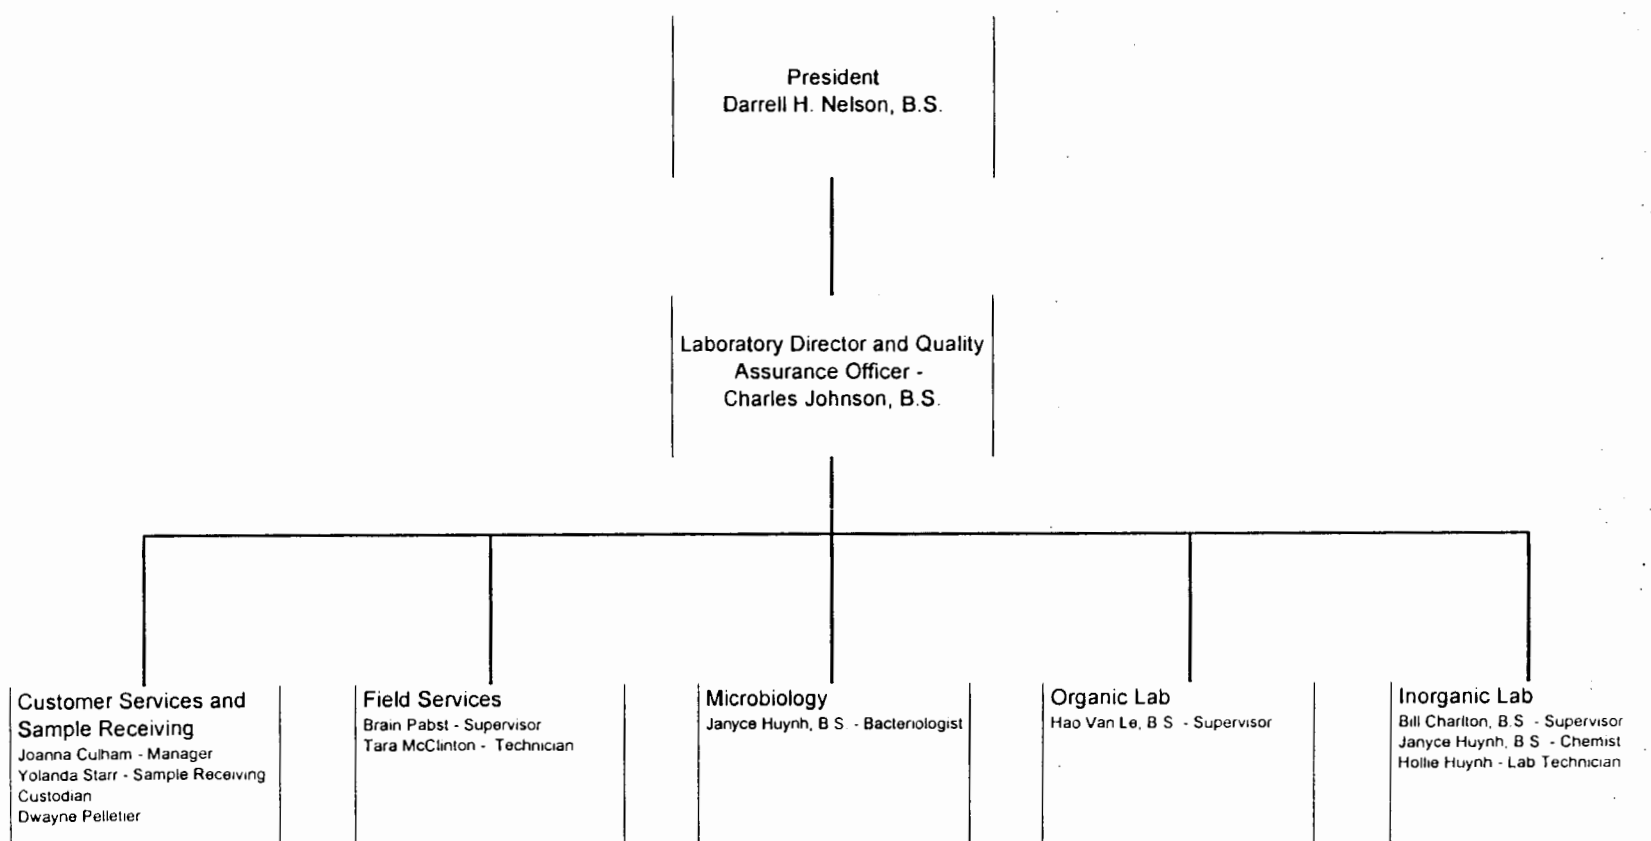 President
Darrell H. Nelson, B.S.
Laboratory Director and Quality
Assurance Officer -
Charles Johnson, B.S.
Customer Services and
Sample Receiving
Joanna Culham - Manager
Yolanda Starr - Sample Receiving
Custodian
Dwayne Pelletier
Field Services
Brain Pabst - Supervisor
Tara McClinton - Technician
Microbiology
Janyce Huynh, B S - Bacteriologist
Organic Lab
Hao Van Le, B S - Supervisor
Inorganic Lab
Bill Charlton, B.S - Supervisor
Janyce Huynh, B S - Chemist
Hollie Huynh - Lab Technician